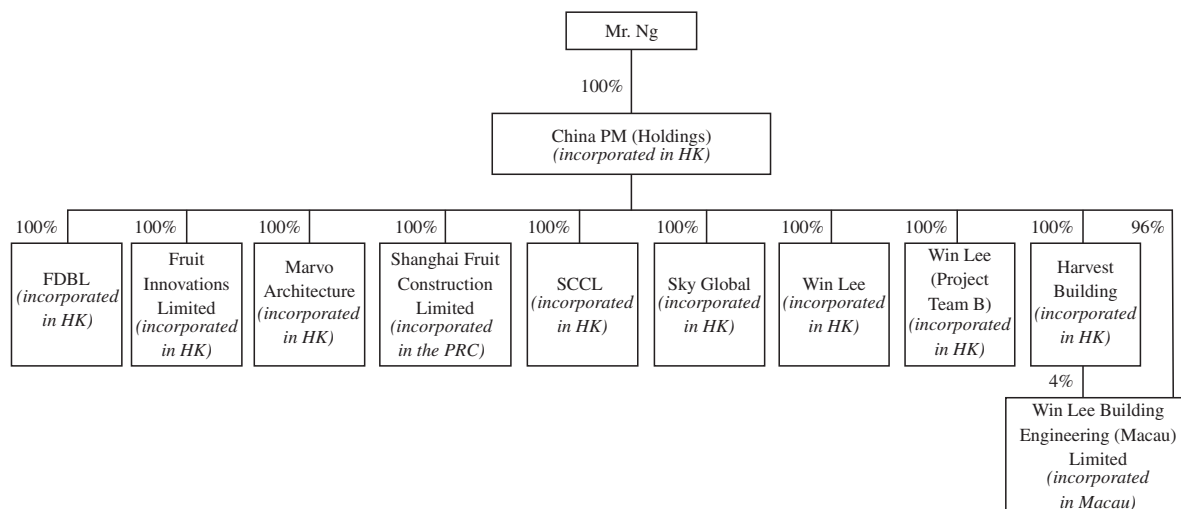 Mr. Ng
100%
China PM (Holdings)
(incorporated in HK)
100%
100%
100%
100%
100%
100%
100%
100%
100%
96%
FDBL
(incorporated
in HK)
Fruit
Innovations
Limited
(incorporated
in HK)
Marvo
Architecture
(incorporated
in HK)
Shanghai Fruit
Construction
Limited
(incorporated
in the PRC)
SCCL
(incorporated
in HK)
Sky Global
(incorporated
in HK)
Win Lee
(incorporated
in HK)
Win Lee
(Project
Team B)
(incorporated
in HK)
Harvest
Building
(incorporated
in HK)
4%
Win Lee Building
Engineering (Macau)
Limited
(incorporated
in Macau)